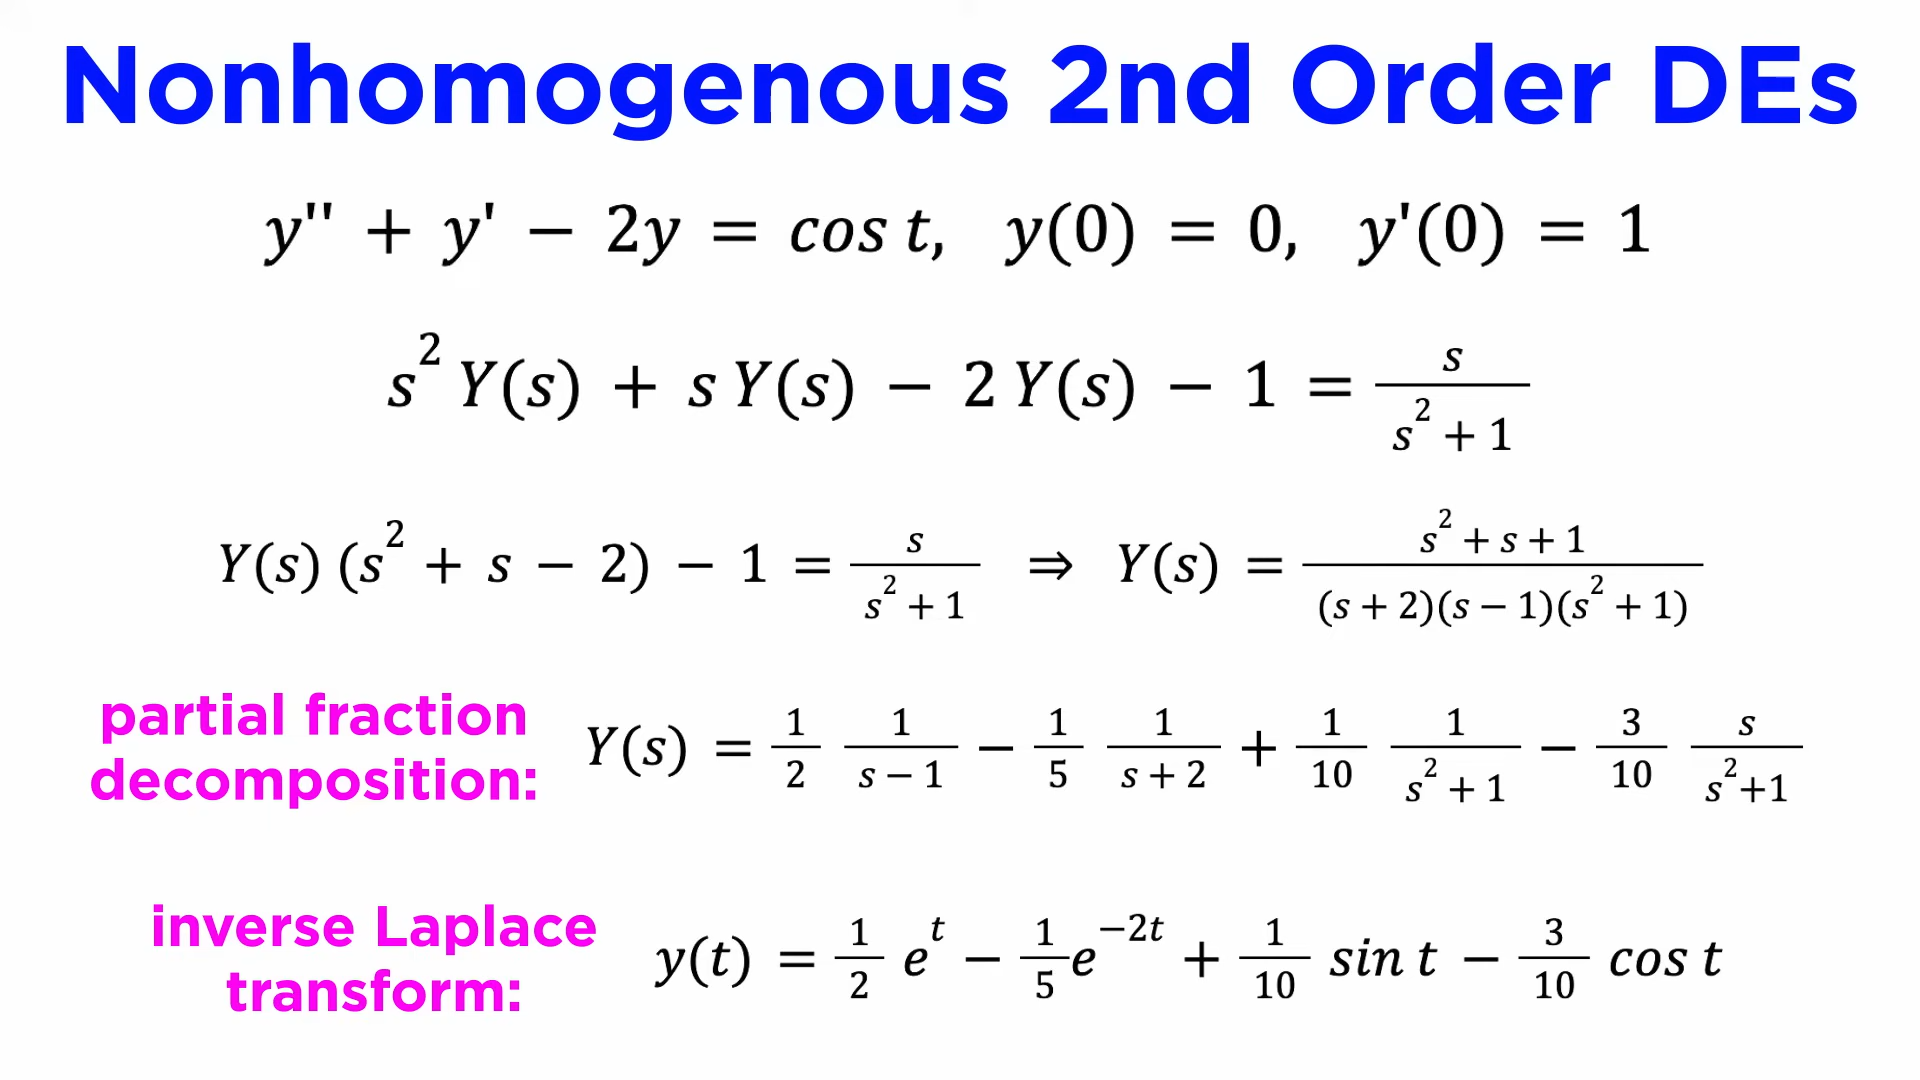 Nonhomogenous 2nd Order DEs
y'' + y' − 2y = cos t,  y(0) = 0,  y'(0) = 1
s² Y(s) + s Y(s) − 2 Y(s) − 1 = s / (s² + 1)
Y(s) (s² + s − 2) − 1 = s / (s² + 1) ⇒ Y(s) = (s² + s + 1) / ((s + 2)(s − 1)(s² + 1))
partial fraction
decomposition:
Y(s) = 1/2 1/(s − 1) − 1/5 1/(s + 2) + 1/10 1/(s² + 1) − 3/10 s/(s²+1)
inverse Laplace
transform:
y(t) = 1/2 eᵗ − 1/5 e⁻²ᵗ + 1/10 sin t − 3/10 cos t